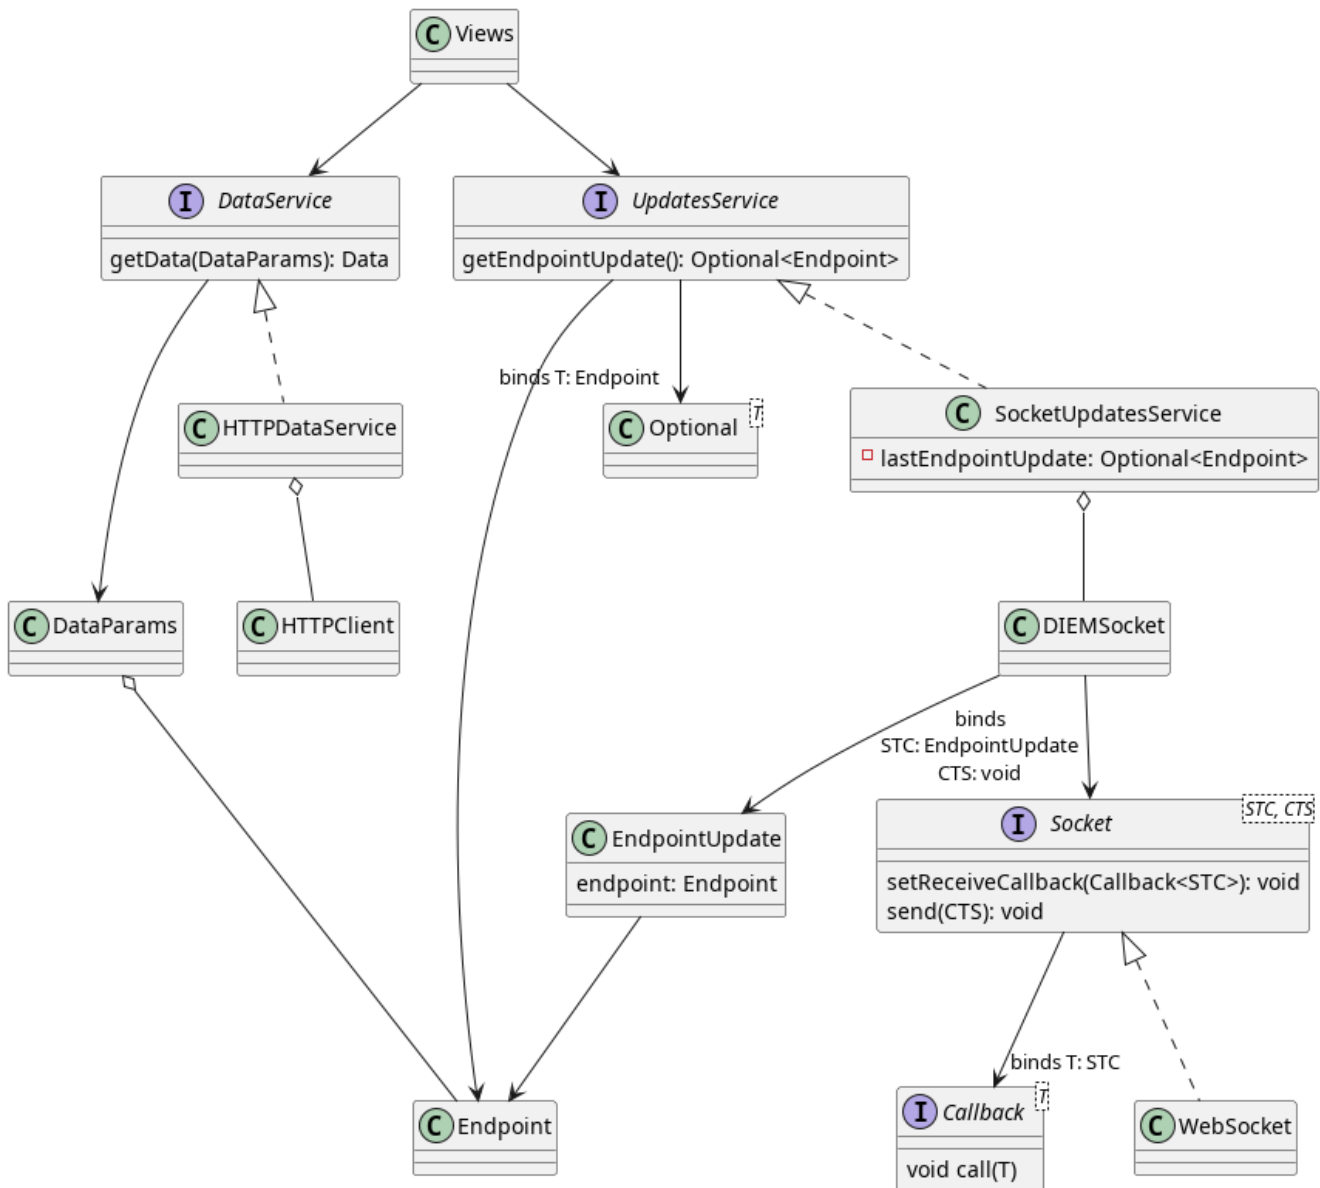 C Views
I DataService
getData(DataParams): Data
I UpdatesService
getEndpointUpdate(): Optional<Endpoint>
binds T: Endpoint
C HTTPDataService
C Optional
T
C SocketUpdatesService
lastEndpointUpdate: Optional<Endpoint>
C DataParams
C HTTPClient
C DIEMSocket
binds
STC: EndpointUpdate
CTS: void
C EndpointUpdate
endpoint: Endpoint
I Socket
STC, CTS
setReceiveCallback(Callback<STC>): void
send(CTS): void
binds T: STC
C Endpoint
I Callback
T
void call(T)
C WebSocket